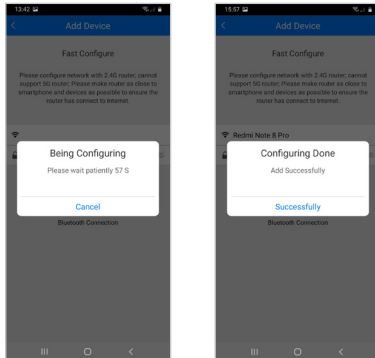 13:42
Add Device
Fast Configure
Please configure network with 2.4G router; cannot
support 5G router; Please make router as close to
smartphone and devices as possible to ensure the
router has connect to Internet.
Being Configuring
Please wait patiently 57 S
Cancel
Bluetooth Connection
15:57
Add Device
Fast Configure
Please configure network with 2.4G router; cannot
support 5G router; Please make router as close to
smartphone and devices as possible to ensure the
router has connect to Internet.
Redmi Note 8 Pro
Configuring Done
Add Successfully
Successfully
Bluetooth Connection